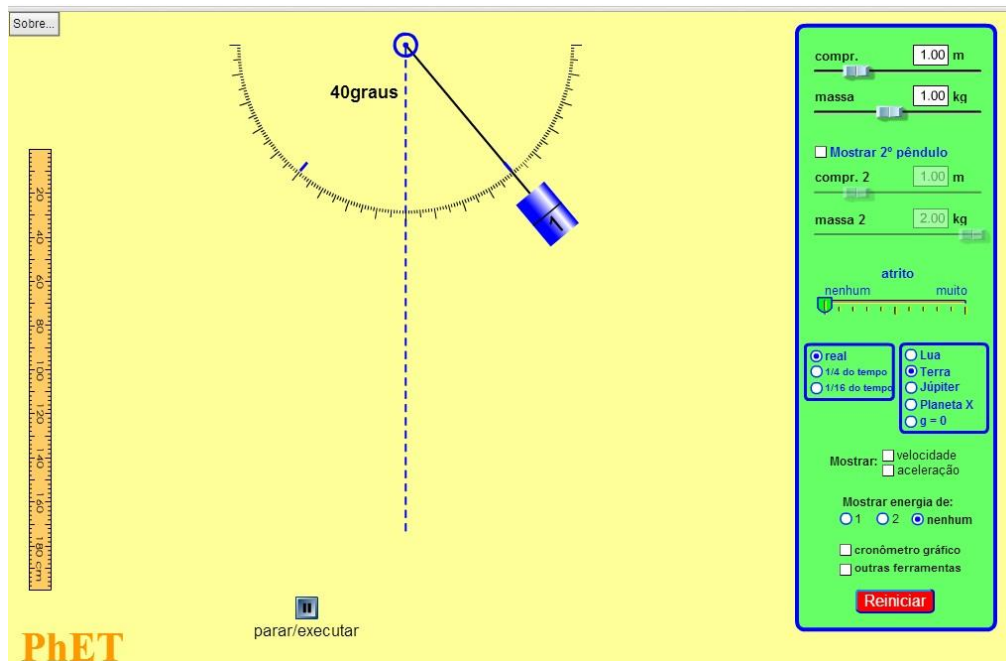 Sobre...
40graus
1
20
40
60
80
100
120
140
160
180 cm
parar/executar
PhET
compr. 1.00 m
massa 1.00 kg
Mostrar 2º pêndulo
compr. 2 1.00 m
massa 2 2.00 kg
atrito
nenhum muito
real
1/4 do tempo
1/16 do tempo
Lua
Terra
Júpiter
Planeta X
g = 0
Mostrar: velocidade
aceleração
Mostrar energia de:
1 2 nenhum
cronômetro gráfico
outras ferramentas
Reiniciar